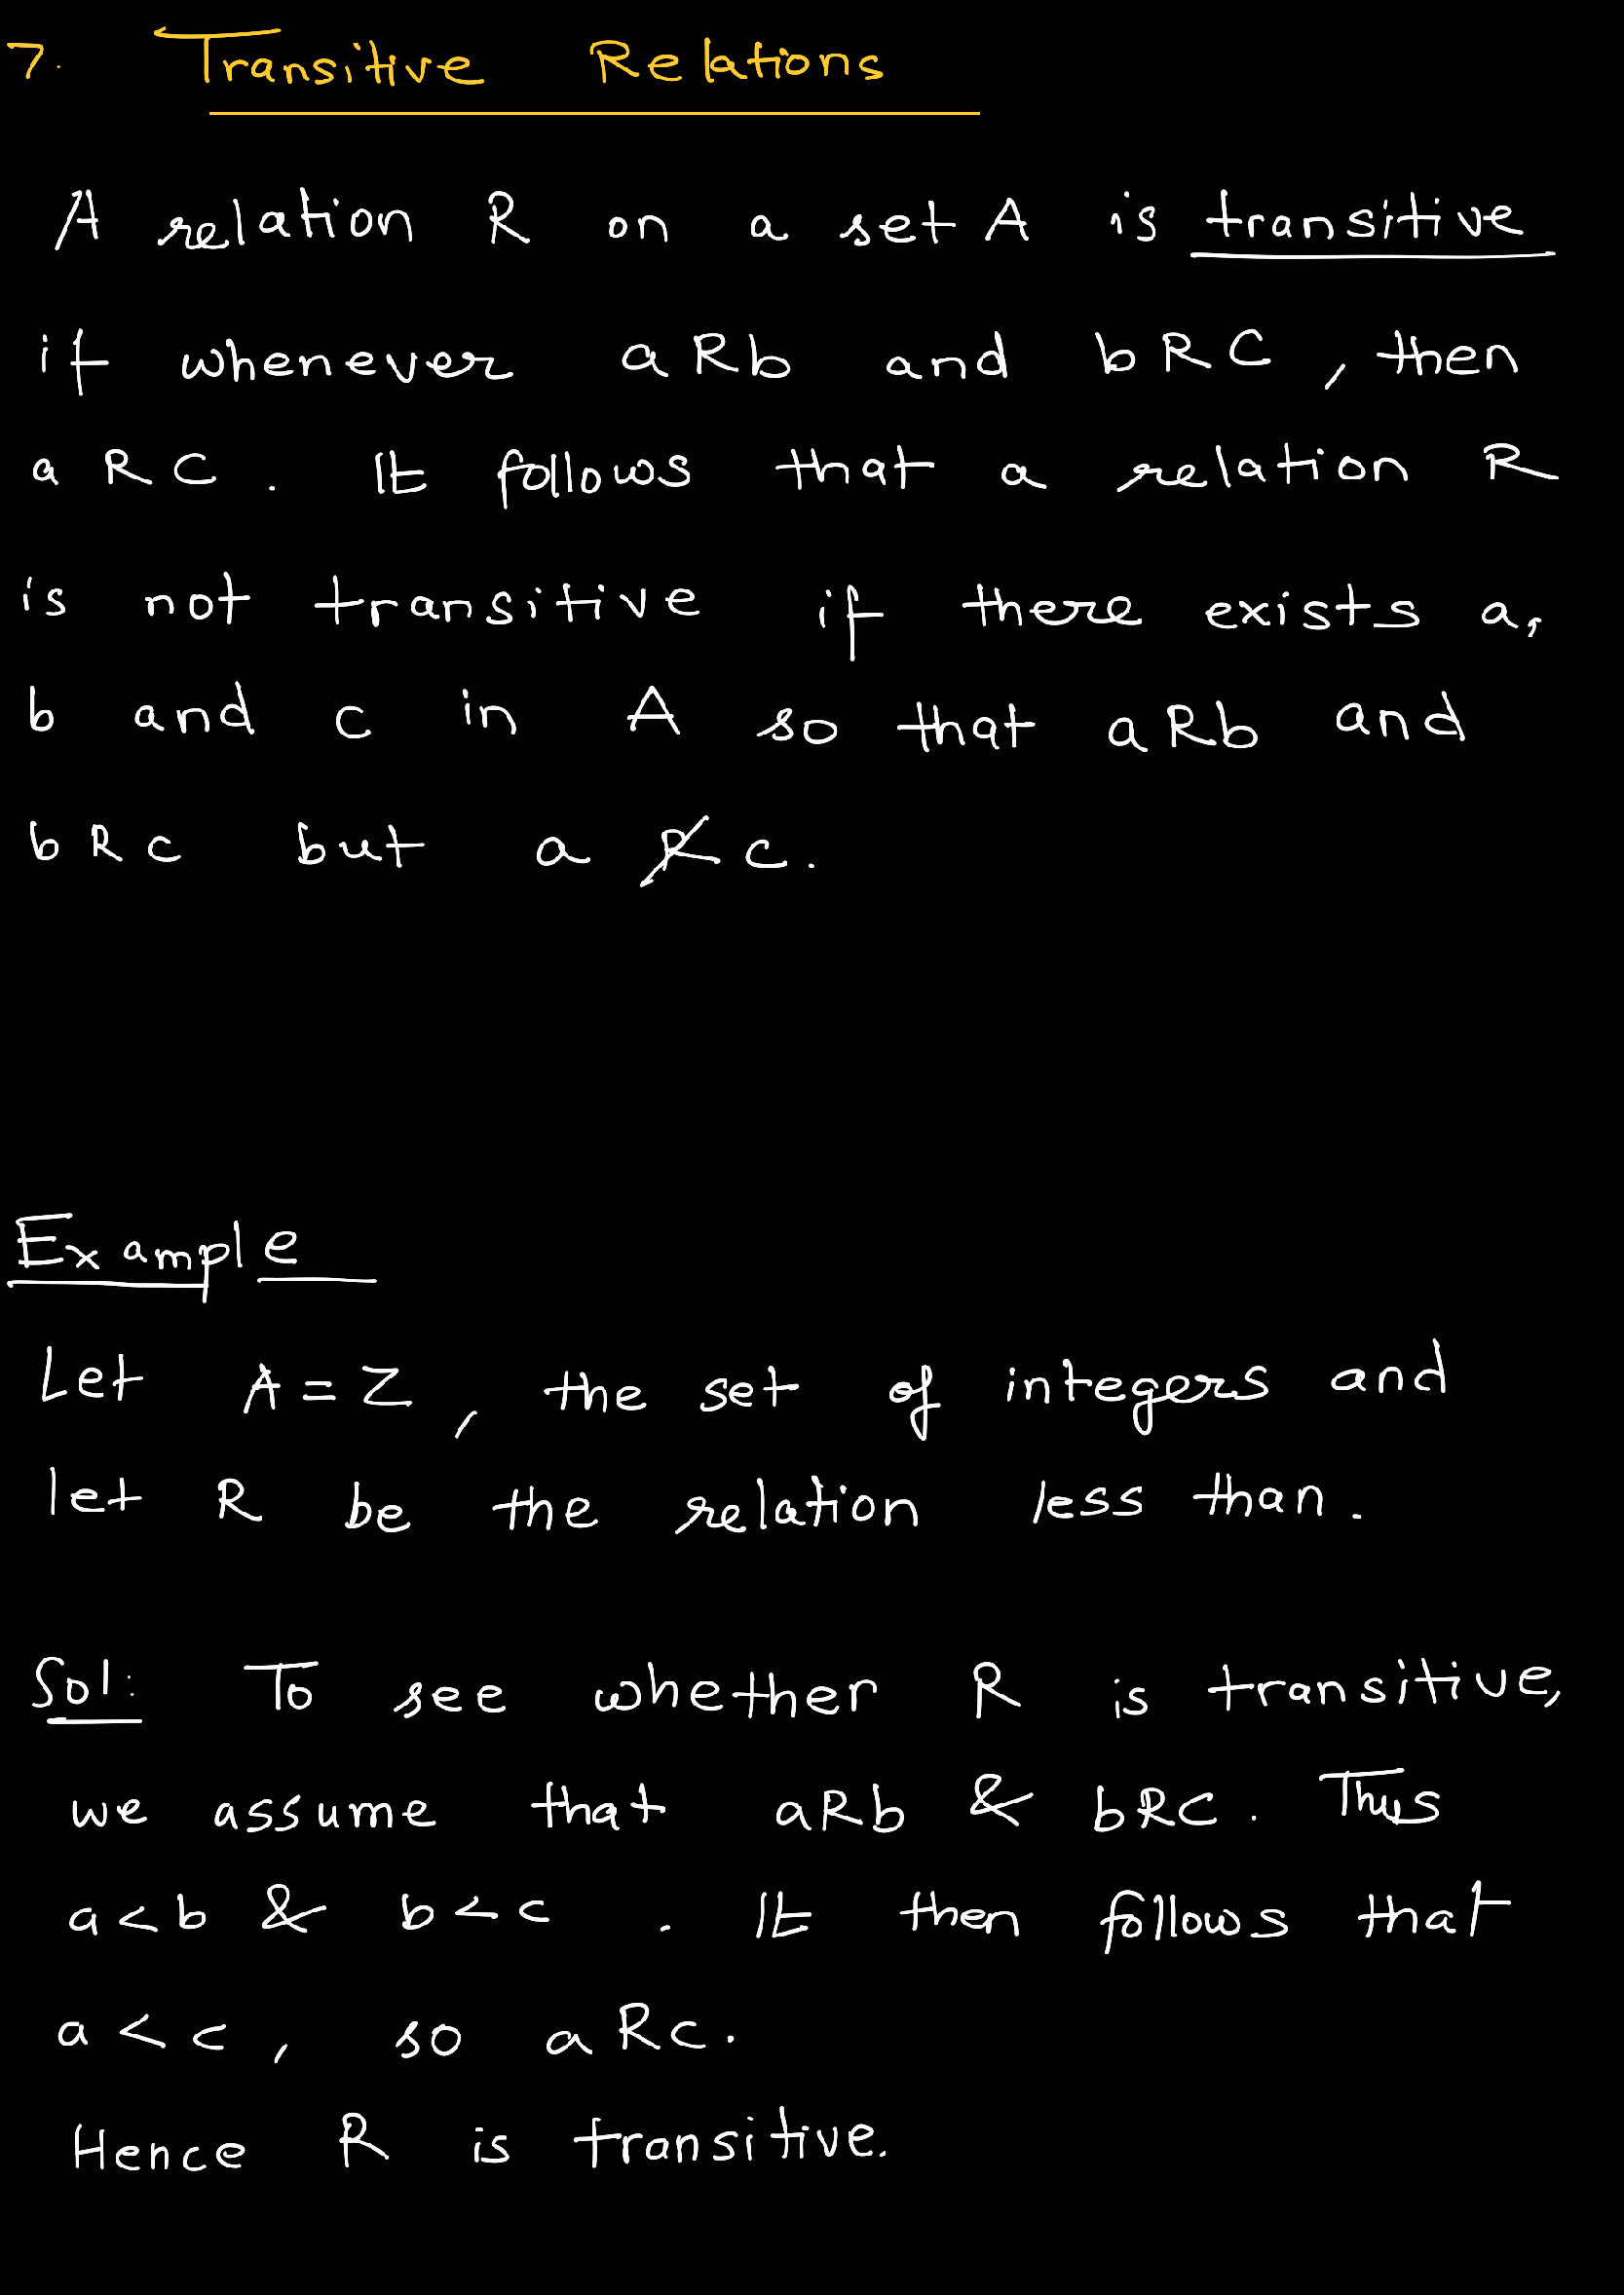 7. Transitive Relations
A relation R on a set A is transitive
if whenever aRb and bRC, then
aRC. It follows that a relation R
is not transitive if there exists a,
b and c in A so that aRb and
bRc but a R̸ c.
Example
Let A = Z, the set of integers and
let R be the relation less than.
Sol: To see whether R is transitive,
we assume that aRb & bRC. Thus
a<b & b<c. It then follows that
a<c, so aRc.
Hence R is transitive.